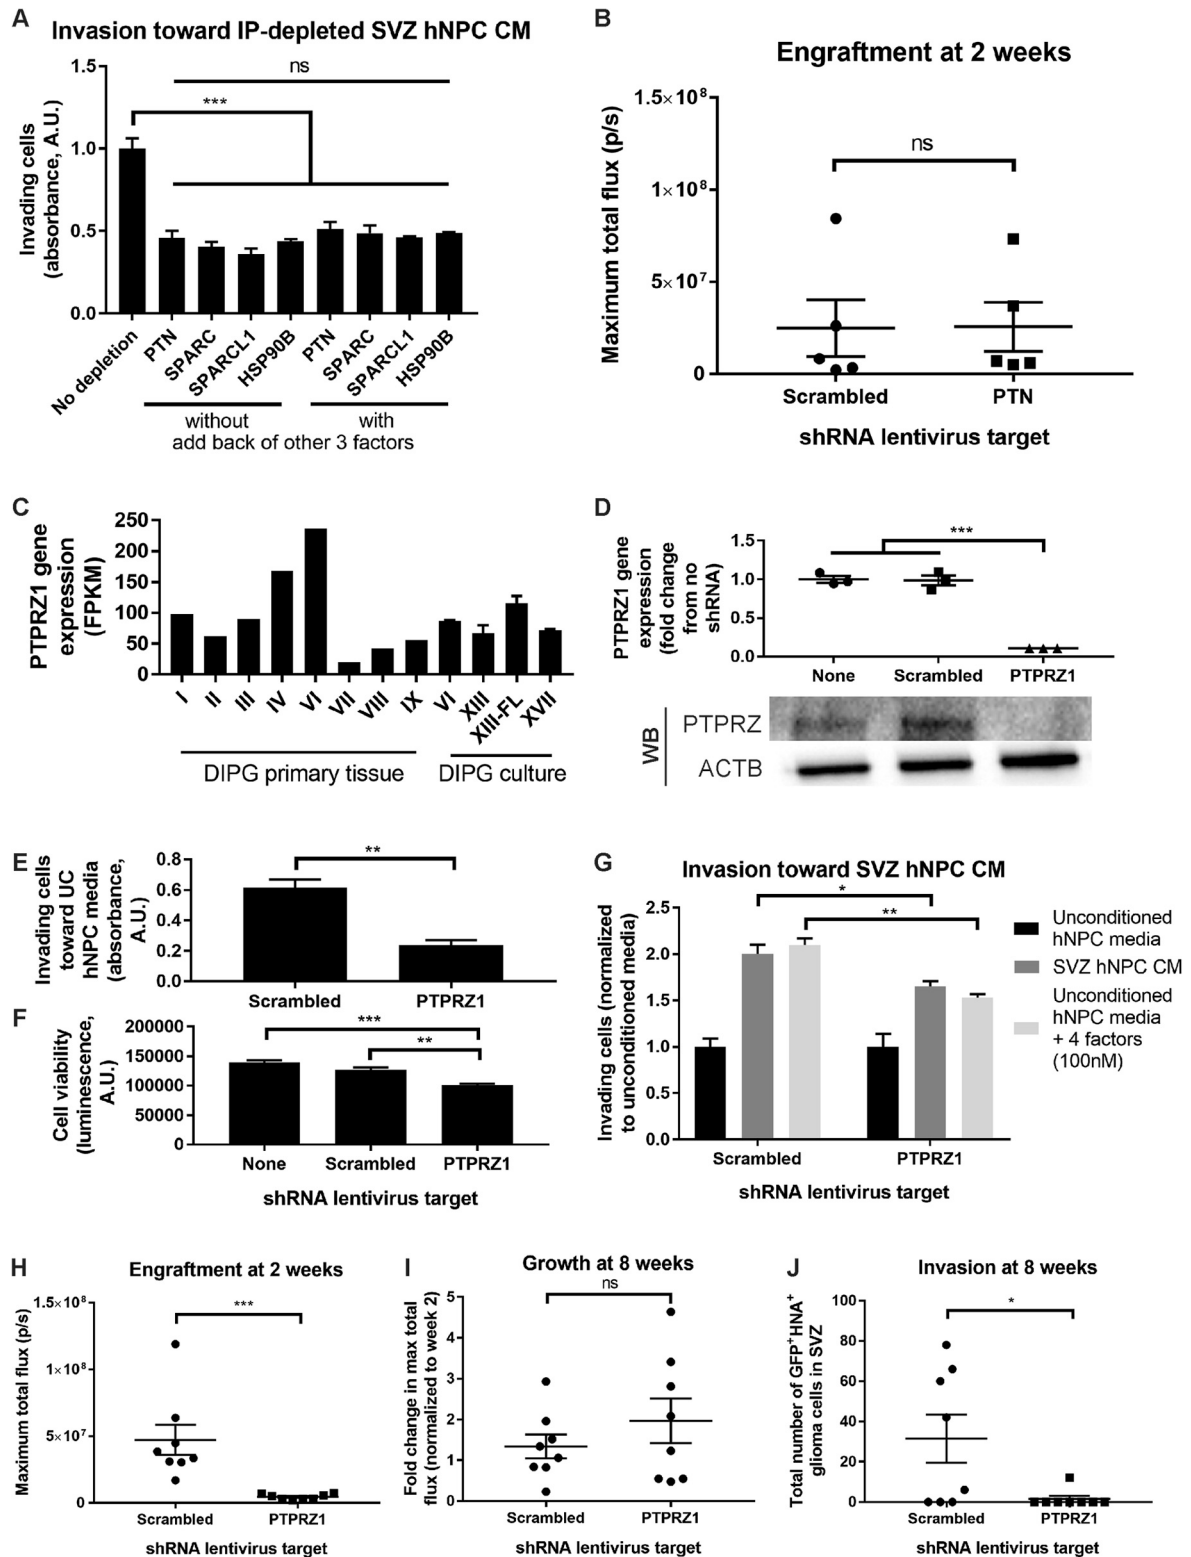 A
Invasion toward IP-depleted SVZ hNPC CM
Invading cells
(absorbance, A.U.)
1.5
1.0
0.5
0.0
ns
***
No depletion
PTN
SPARC
SPARCL1
HSP90B
PTN
SPARC
SPARCL1
HSP90B
without
with
add back of other 3 factors
B
Engraftment at 2 weeks
Maximum total flux (p/s)
1.5×10⁸
1×10⁸
5×10⁷
0
ns
Scrambled
PTN
shRNA lentivirus target
C
PTPRZ1 gene
expression
(FPKM)
250
200
150
100
50
0
I
II
III
IV
VI
VII
VIII
IX
VI
XIII
XIII-FL
XVII
DIPG primary tissue
DIPG culture
D
PTPRZ1 gene
expression
(fold change
from no
shRNA)
1.5
1.0
0.5
0.0
***
None
Scrambled
PTPRZ1
WB
PTPRZ
ACTB
E
Invading cells
toward UC
hNPC media
(absorbance,
A.U.)
0.8
0.6
0.4
0.2
0.0
**
Scrambled
PTPRZ1
F
Cell viability
(luminescence,
A.U.)
200000
150000
100000
50000
0
***
**
None
Scrambled
PTPRZ1
shRNA lentivirus target
G
Invasion toward SVZ hNPC CM
Invading cells (normalized
to unconditioned media)
2.5
2.0
1.5
1.0
0.5
0.0
*
**
Scrambled
PTPRZ1
shRNA lentivirus target
Unconditioned
hNPC media
SVZ hNPC CM
Unconditioned
hNPC media
+ 4 factors
(100nM)
H
Engraftment at 2 weeks
Maximum total flux (p/s)
1.5×10⁸
1×10⁸
5×10⁷
0
***
Scrambled
PTPRZ1
shRNA lentivirus target
I
Growth at 8 weeks
Fold change in max total
flux (normalized to week 2)
5
4
3
2
1
0
ns
Scrambled
PTPRZ1
shRNA lentivirus target
J
Invasion at 8 weeks
Total number of GFP⁺HNA⁺
glioma cells in SVZ
100
80
60
40
20
0
*
Scrambled
PTPRZ1
shRNA lentivirus target